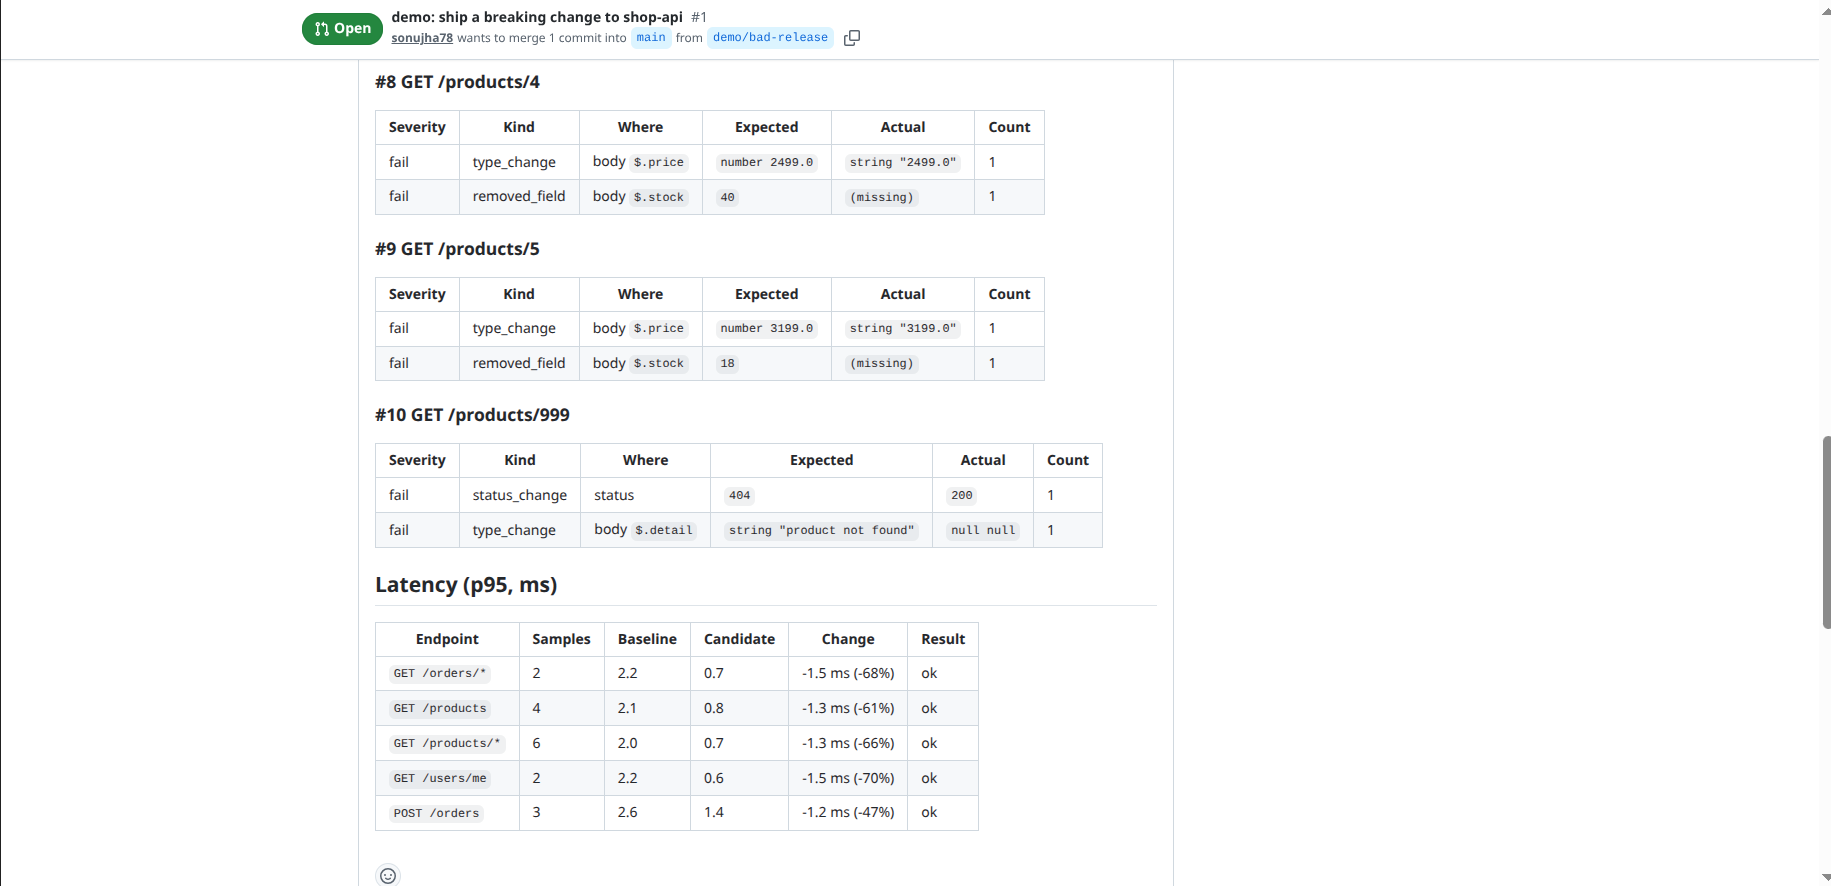 Open
demo: ship a breaking change to shop-api #1
sonujha78 wants to merge 1 commit into main from demo/bad-release
#8 GET /products/4
Severity Kind Where Expected Actual Count
fail type_change body $.price number 2499.0 string "2499.0" 1
fail removed_field body $.stock 40 (missing) 1
#9 GET /products/5
Severity Kind Where Expected Actual Count
fail type_change body $.price number 3199.0 string "3199.0" 1
fail removed_field body $.stock 18 (missing) 1
#10 GET /products/999
Severity Kind Where Expected Actual Count
fail status_change status 404 200 1
fail type_change body $.detail string "product not found" null null 1
Latency (p95, ms)
Endpoint Samples Baseline Candidate Change Result
GET /orders/* 2 2.2 0.7 -1.5 ms (-68%) ok
GET /products 4 2.1 0.8 -1.3 ms (-61%) ok
GET /products/* 6 2.0 0.7 -1.3 ms (-66%) ok
GET /users/me 2 2.2 0.6 -1.5 ms (-70%) ok
POST /orders 3 2.6 1.4 -1.2 ms (-47%) ok